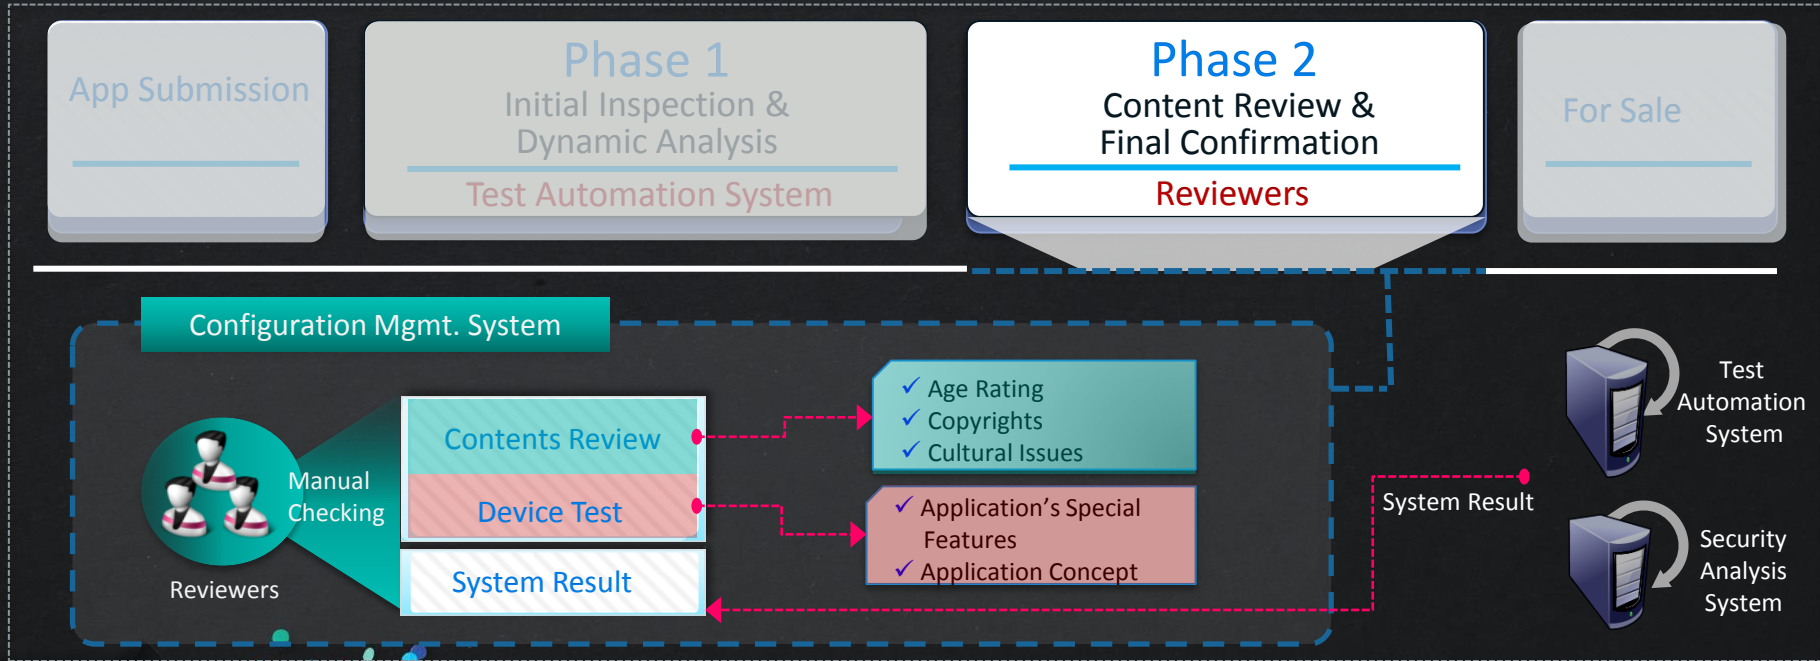 App Submission
Phase 1
Initial Inspection &
Dynamic Analysis
Test Automation System
Phase 2
Content Review &
Final Confirmation
Reviewers
For Sale
Configuration Mgmt. System
Reviewers
Manual
Checking
Contents Review
Device Test
System Result
✓ Age Rating
✓ Copyrights
✓ Cultural Issues
✓ Application's Special
Features
✓ Application Concept
System Result
Test
Automation
System
Security
Analysis
System